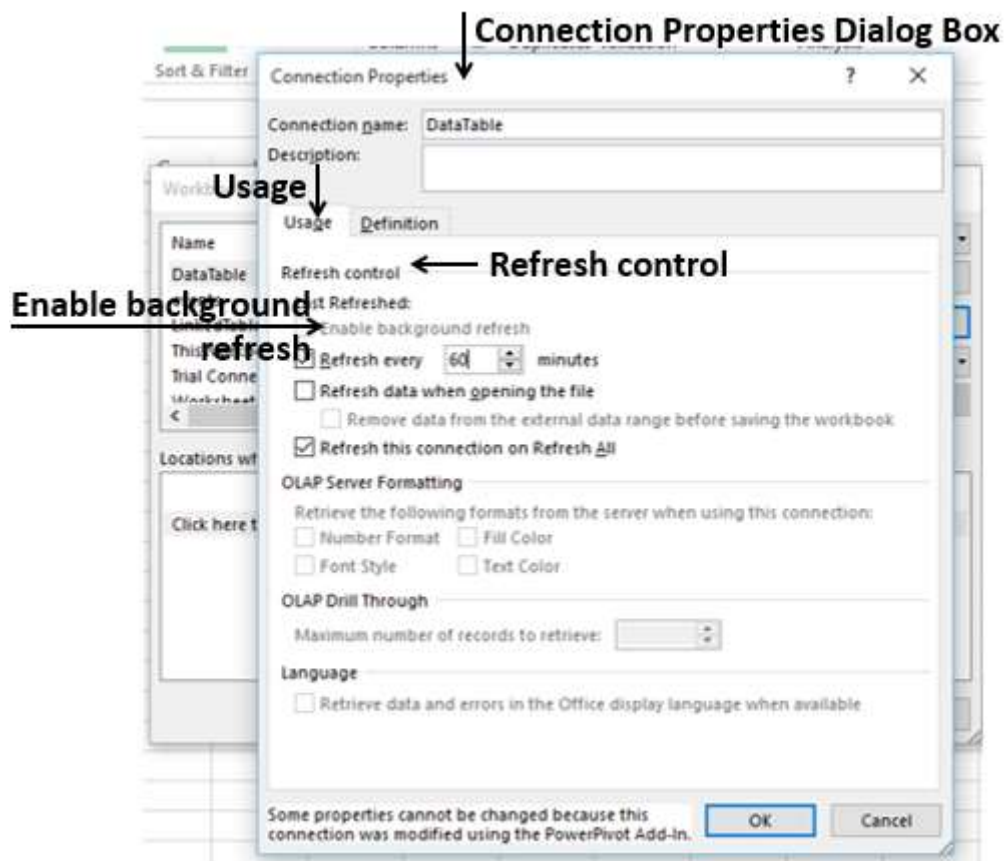 Connection Properties Dialog Box
Sort & Filter
Connection Properties ? ×
Connection name: DataTable
Description:
Usage
Usage Definition
Name
DataTable
Refresh control
Refresh control
Enable background refresh
Last Refreshed:
Enable background refresh
Refresh every 60 minutes
Refresh data when opening the file
Trial Conne
Remove data from the external data range before saving the workbook
Refresh this connection on Refresh All
Locations wh
OLAP Server Formatting
Retrieve the following formats from the server when using this connection:
Click here t
Number Format Fill Color
Font Style Text Color
OLAP Drill Through
Maximum number of records to retrieve:
Language
Retrieve data and errors in the Office display language when available
Some properties cannot be changed because this
connection was modified using the PowerPivot Add-In.
OK Cancel